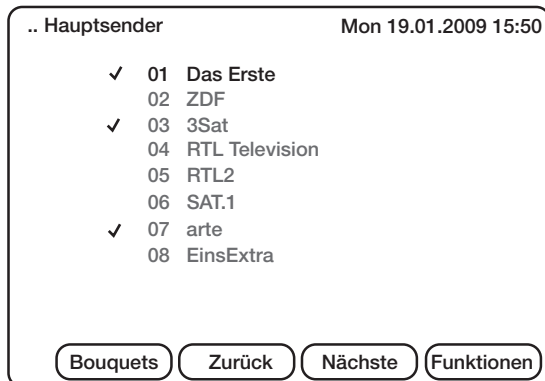 .. Hauptsender Mon 19.01.2009 15:50
✓ 01 Das Erste
02 ZDF
✓ 03 3Sat
04 RTL Television
05 RTL2
06 SAT.1
✓ 07 arte
08 EinsExtra
Bouquets Zurück Nächste Funktionen